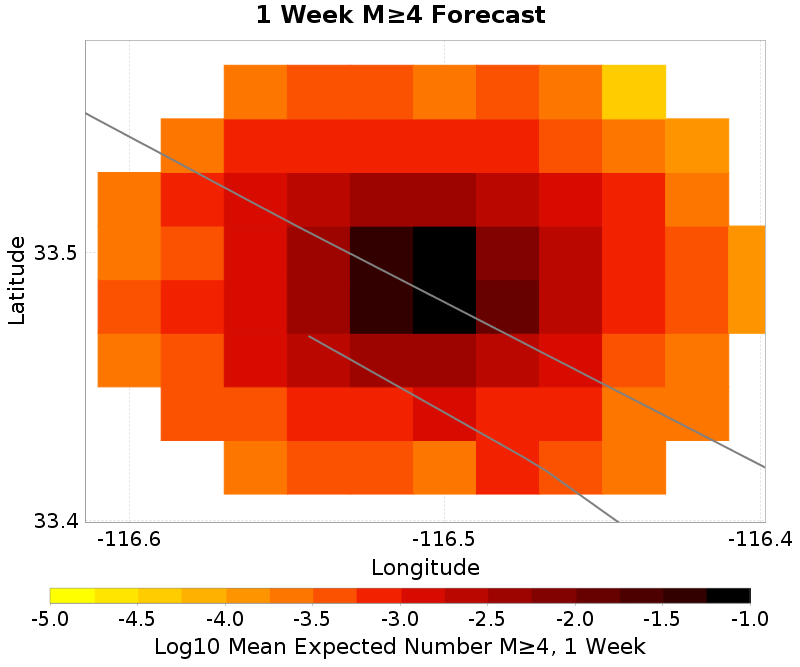 1 Week M≥4 Forecast
Latitude
33.5
33.4
-116.6 -116.5 -116.4
Longitude
-5.0 -4.5 -4.0 -3.5 -3.0 -2.5 -2.0 -1.5 -1.0
Log10 Mean Expected Number M≥4, 1 Week